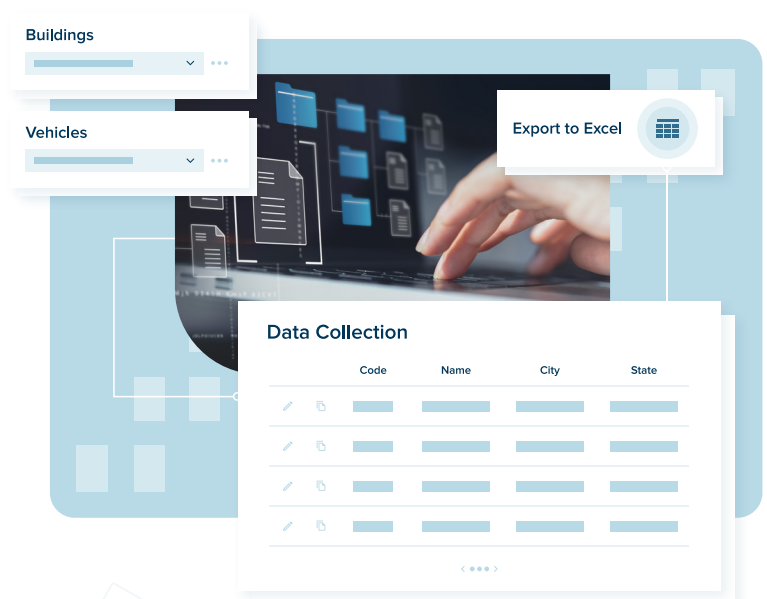 Buildings
Vehicles
Export to Excel
Data Collection
Code Name City State